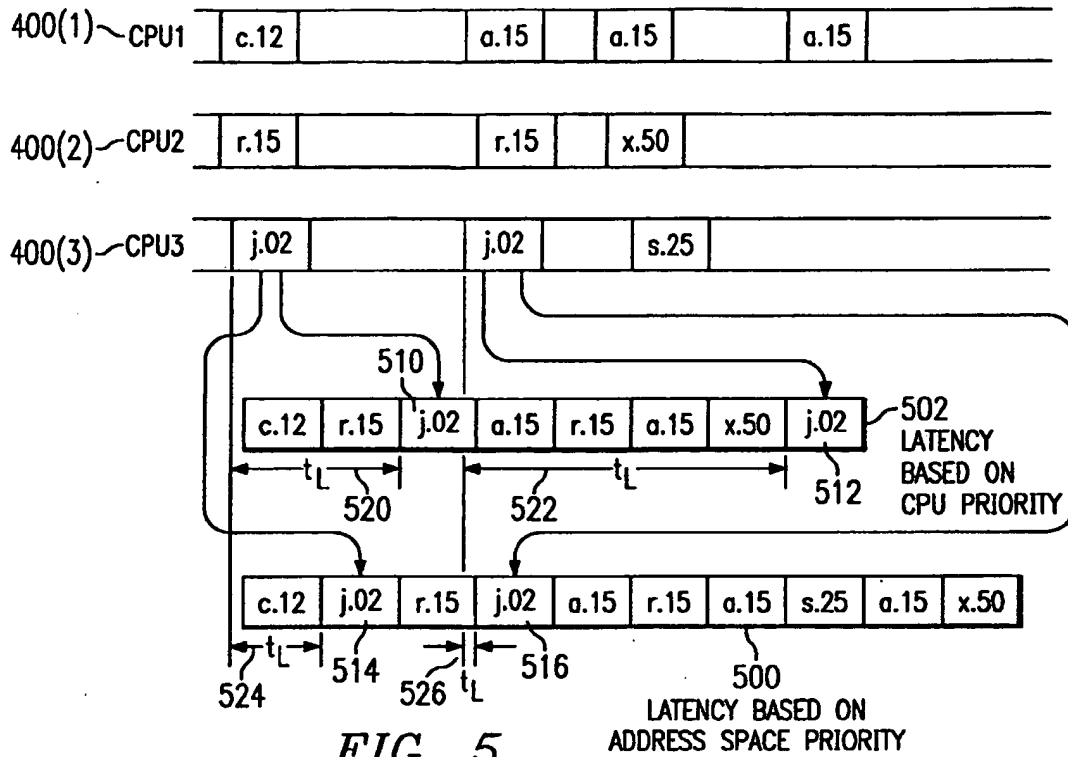 400(1) CPU1 c.12 a.15 a.15 a.15
400(2) CPU2 r.15 r.15 x.50
400(3) CPU3 j.02 j.02 s.25
510
c.12 r.15 j.02 a.15 r.15 a.15 x.50 j.02
502
LATENCY
BASED ON
CPU PRIORITY
tL 520 tL 522 512
c.12 j.02 r.15 j.02 a.15 r.15 a.15 s.25 a.15 x.50
tL 524 514 526 tL 516 500
LATENCY BASED ON
ADDRESS SPACE PRIORITY
FIG. 5